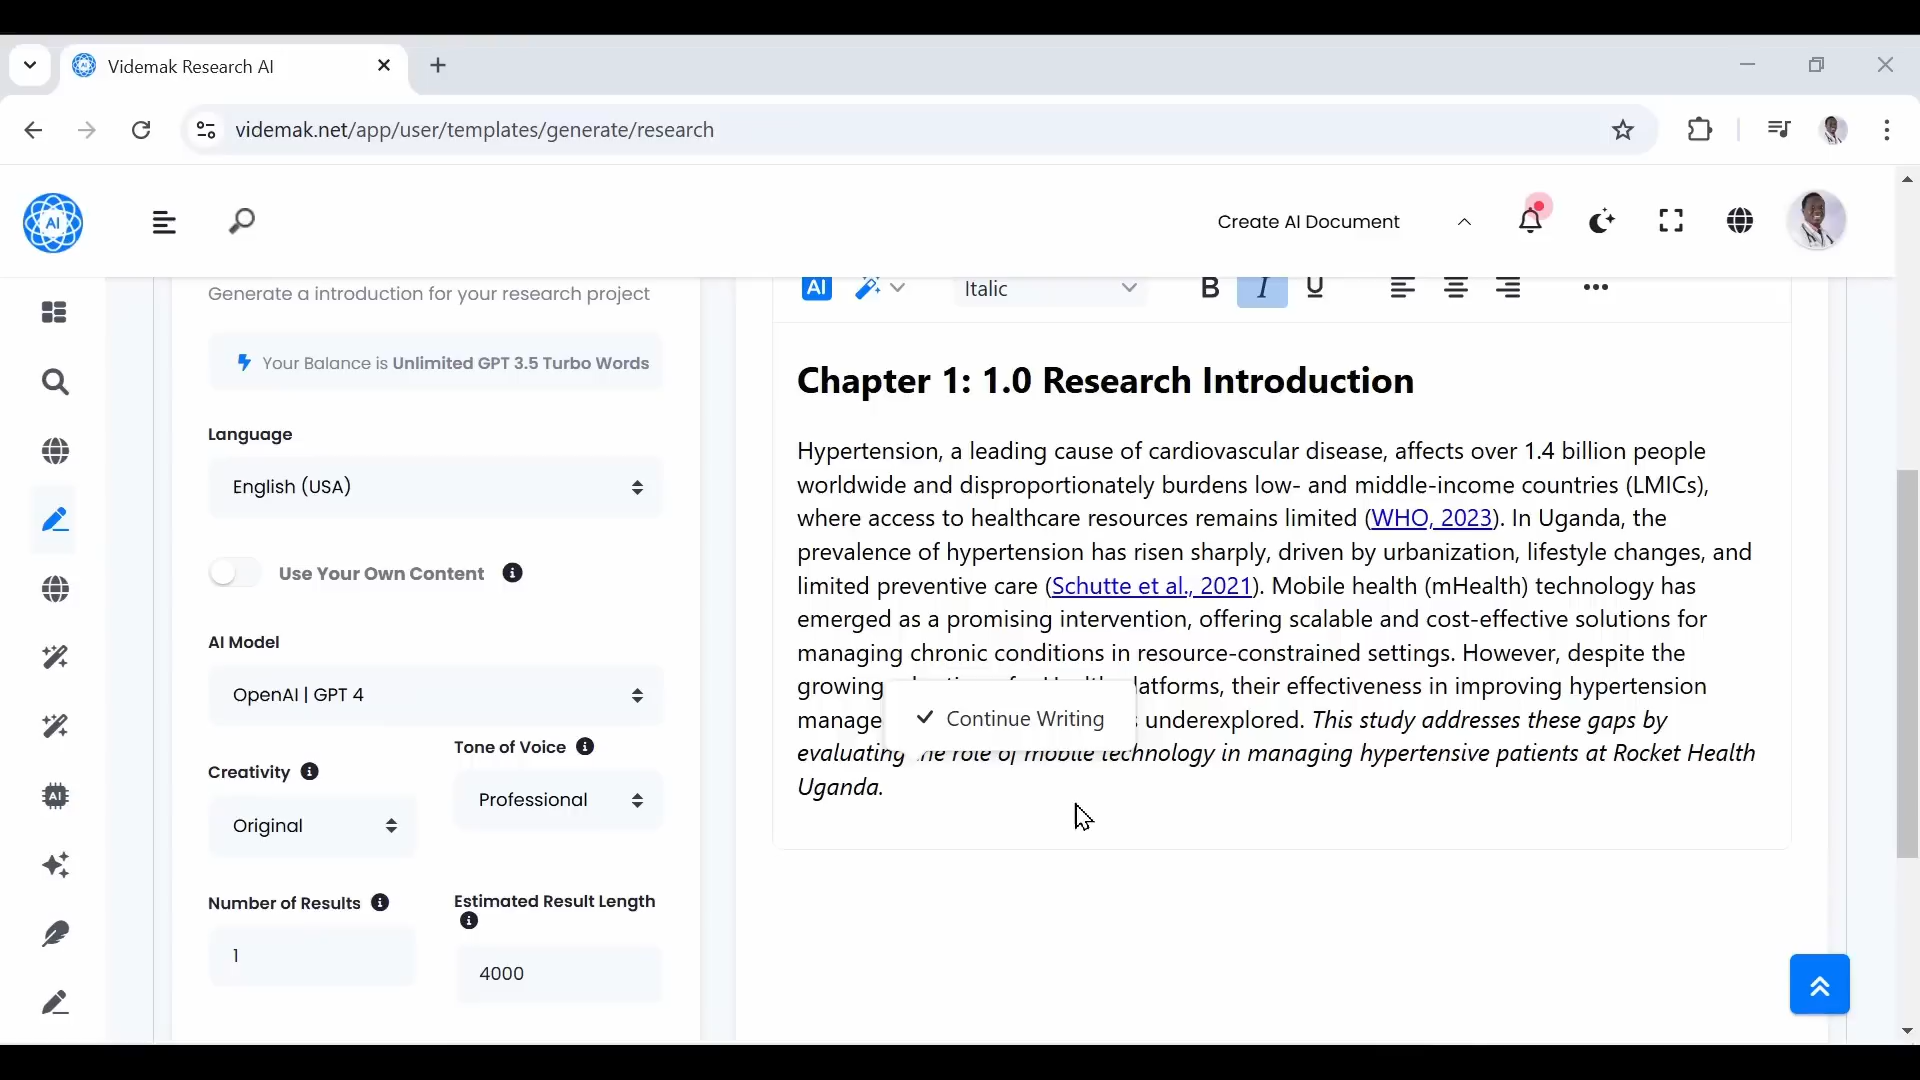 Videmak Research AI
videmak.net/app/user/templates/generate/research
AI
Create AI Document
Generate a introduction for your research project
Your Balance is Unlimited GPT 3.5 Turbo Words
Language
English (USA)
Use Your Own Content
AI Model
OpenAI | GPT 4
Creativity
Original
Tone of Voice
Professional
Number of Results
1
Estimated Result Length
4000
AI
AI
Italic
B
I
U
Chapter 1: 1.0 Research Introduction
Hypertension, a leading cause of cardiovascular disease, affects over 1.4 billion people
worldwide and disproportionately burdens low- and middle-income countries (LMICs),
where access to healthcare resources remains limited (WHO, 2023). In Uganda, the
prevalence of hypertension has risen sharply, driven by urbanization, lifestyle changes, and
limited preventive care (Schutte et al., 2021). Mobile health (mHealth) technology has
emerged as a promising intervention, offering scalable and cost-effective solutions for
managing chronic conditions in resource-constrained settings. However, despite the
growing latforms, their effectiveness in improving hypertension
manage underexplored. This study addresses these gaps by
evaluating the role of mobile technology in managing hypertensive patients at Rocket Health
Uganda.
Continue Writing